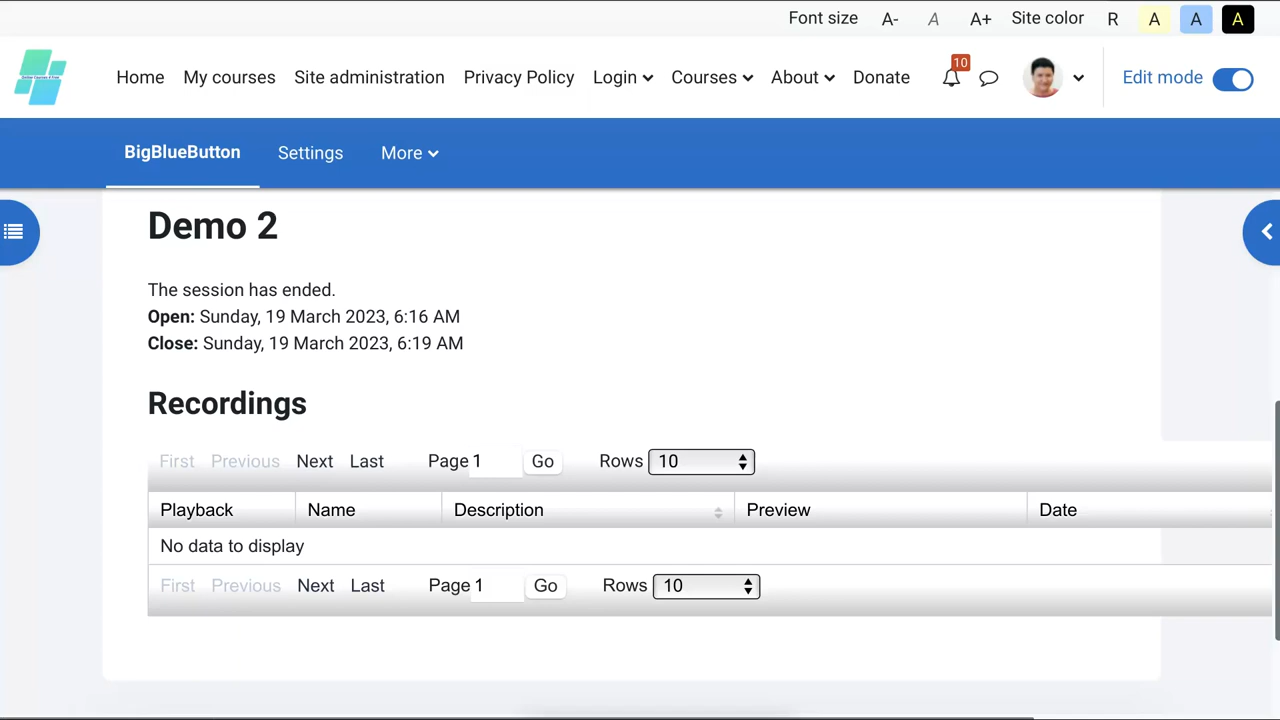 Font size A- A A+ Site color R A A A
Home My courses Site administration Privacy Policy Login Courses About Donate 10 Edit mode
BigBlueButton Settings More
Demo 2
The session has ended.
Open: Sunday, 19 March 2023, 6:16 AM
Close: Sunday, 19 March 2023, 6:19 AM
Recordings
First Previous Next Last Page 1 Go Rows 10
Playback Name Description Preview Date
No data to display
First Previous Next Last Page 1 Go Rows 10